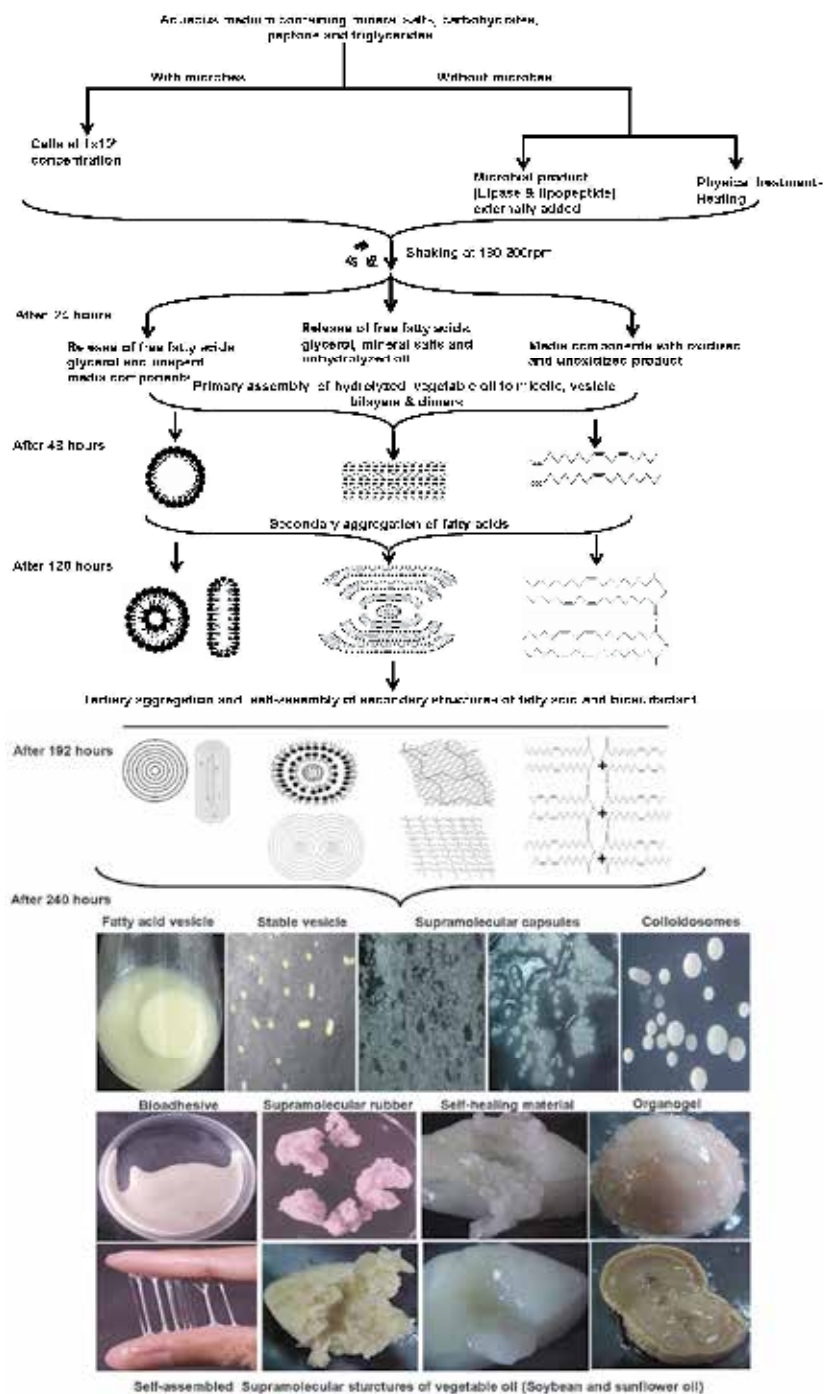 Aqueous medium containing mineral salts, carbohydrates,
peptone and triglycerides
With microbes
Without microbes
Cells at
concentration
Microbial product
(Lipase & lipopeptide)
externally added
Physical treatment-
Heating
Shaking at 180-200rpm
After 24 hours
Release of free fatty acids
glycerol and unspent
media components
Release of free fatty acids
glycerol, mineral salts and
unhydrolyzed oil
Media components with oxidized
and unoxidized product
Primary assembly of hydrolyzed vegetable oil to micelle, vesicle
bilayers & dimers
After 48 hours
Secondary aggregation of fatty acids
After 120 hours
Tertiary aggregation and self-assembly of secondary structures of fatty acid and biosurfactant
After 192 hours
After 240 hours
Fatty acid vesicle
Stable vesicle
Supramolecular capsules
Colloidosomes
Bioadhesive
Supramolecular rubber
Self-healing material
Organogel
Self-assembled Supramolecular sturctures of vegetable oil (Soybean and sunflower oil)